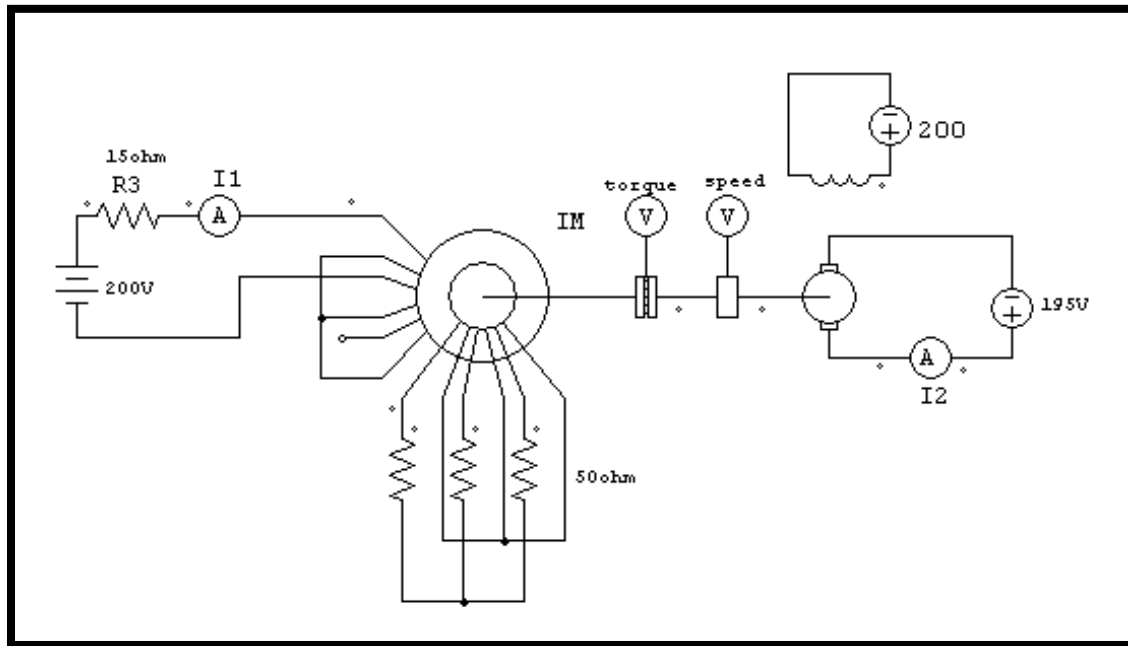 200
15ohm
R3
I1
torque
speed
A
V
V
IM
200V
195V
A
I2
50ohm